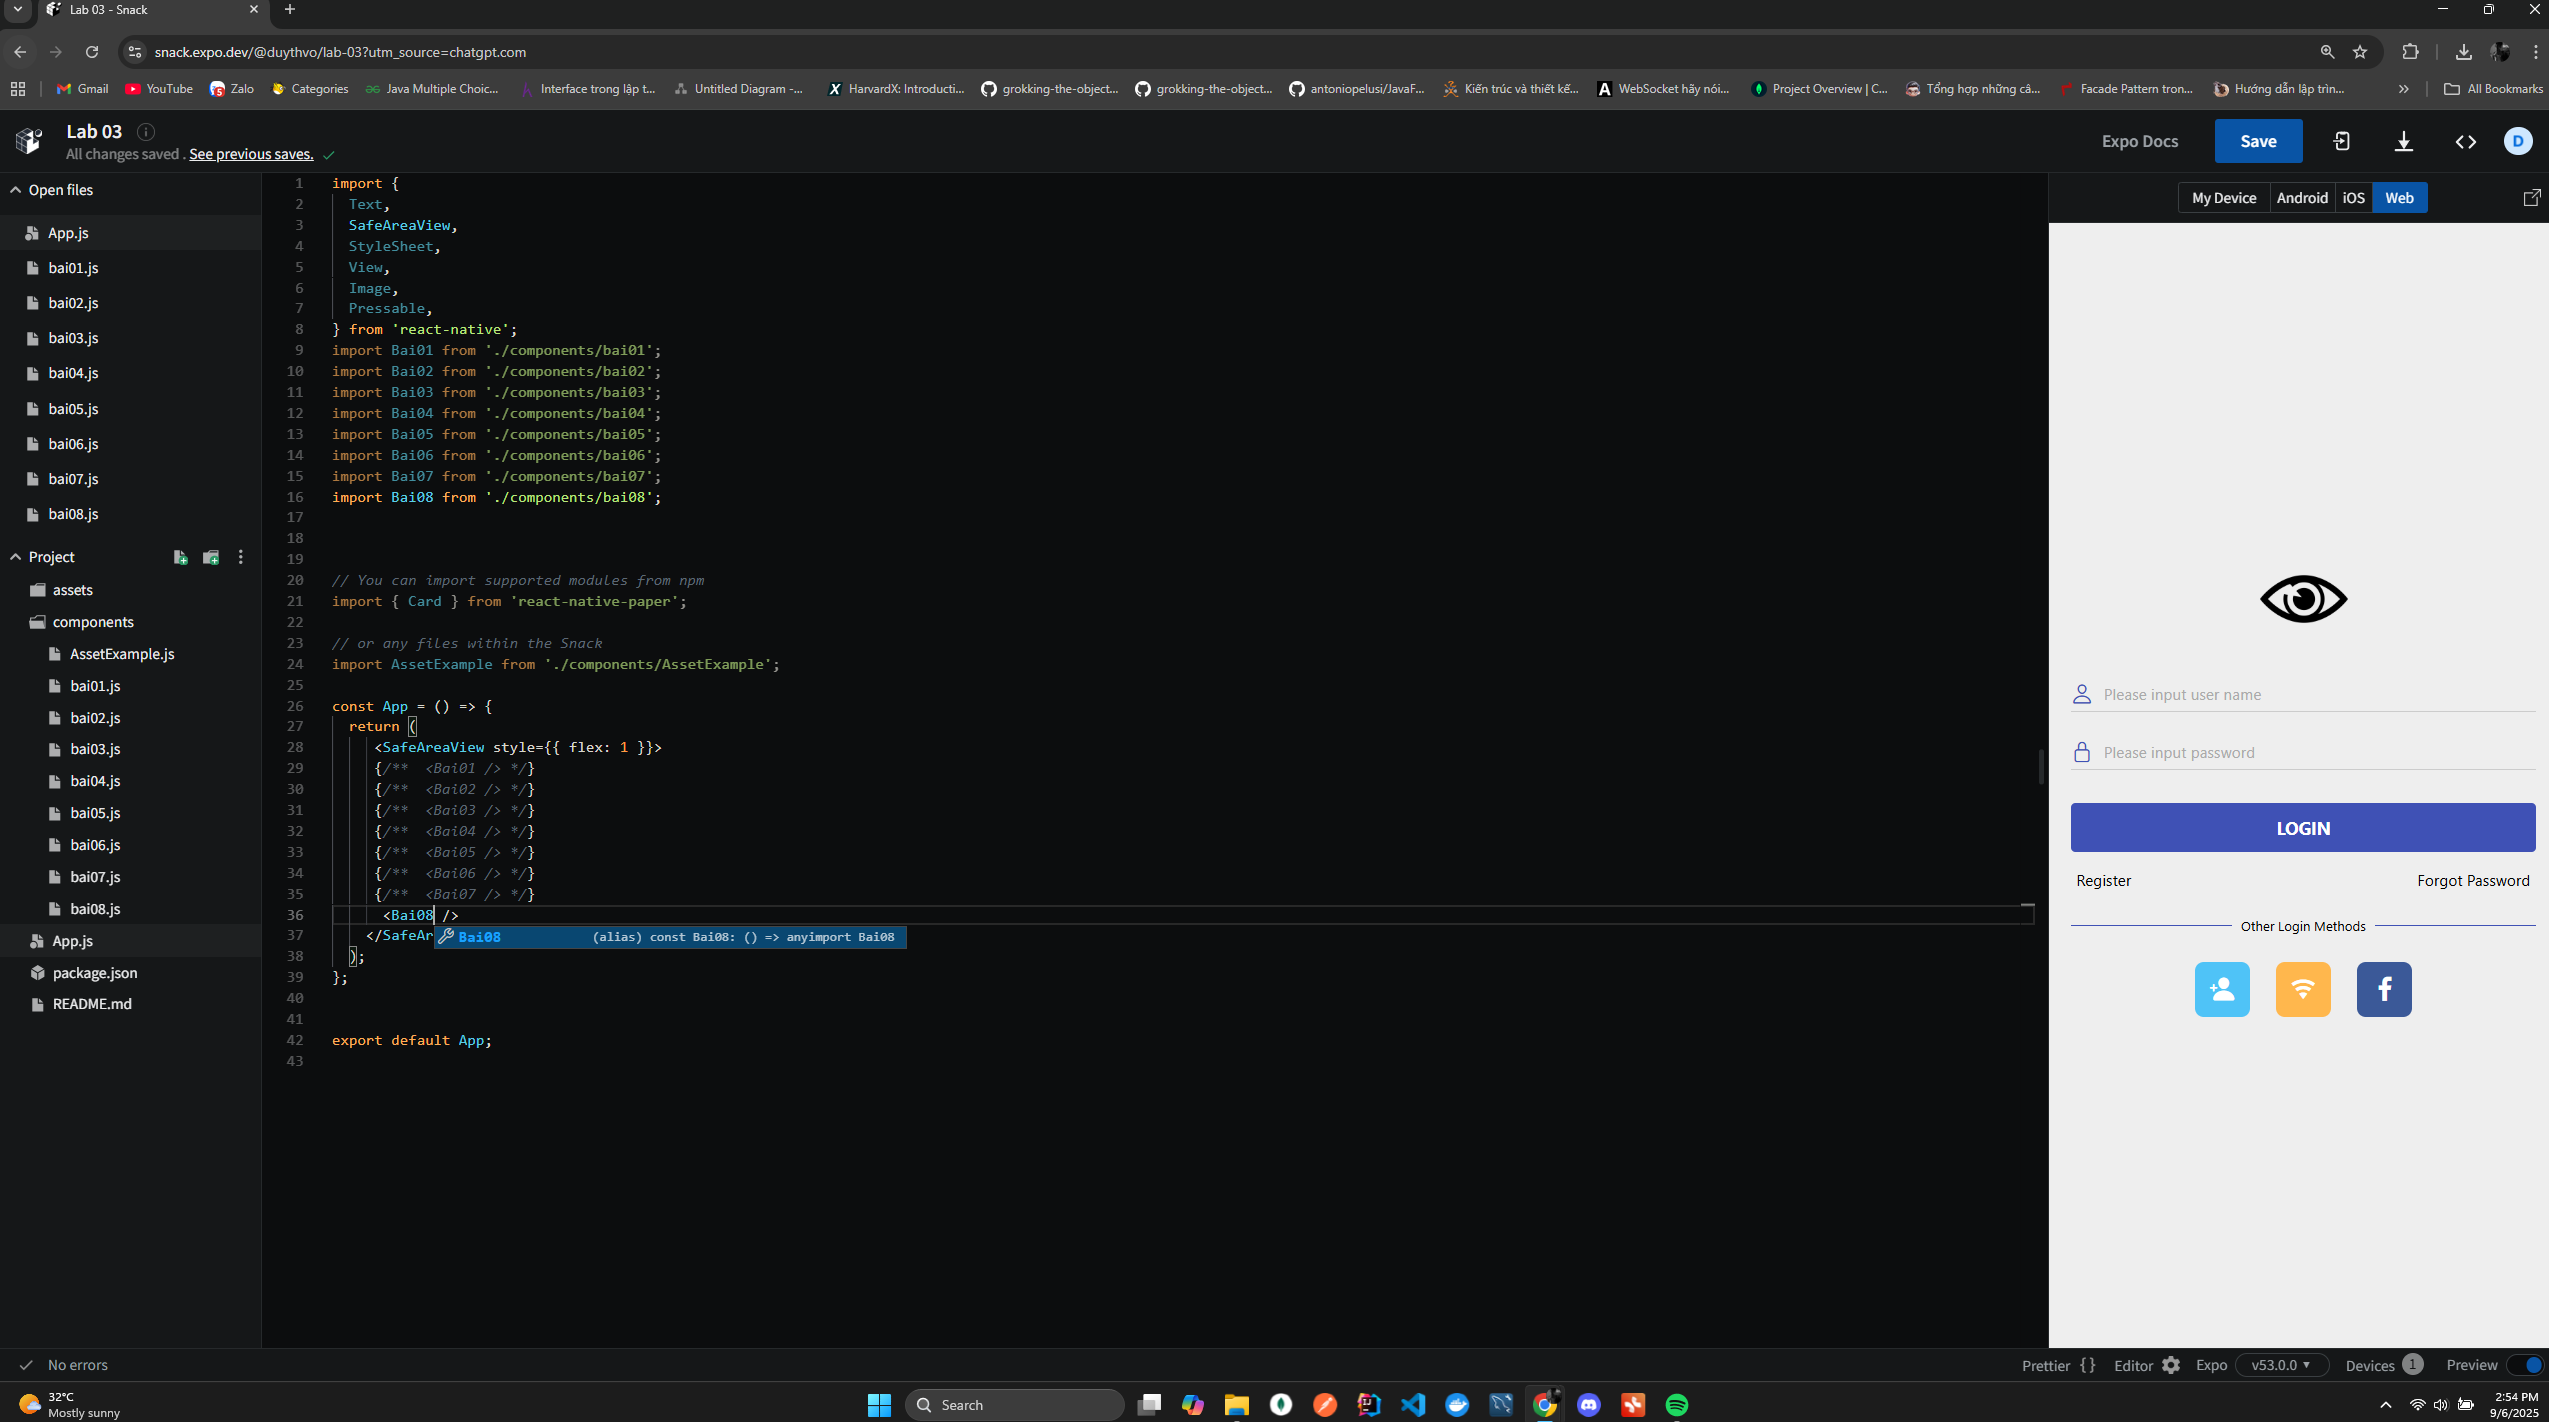 Lab 03 - Snack
snack.expo.dev/@duythvo/lab-03?utm_source=chatgpt.com
Gmail
YouTube
Zalo
Categories
Java Multiple Choic...
Interface trong lập t...
Untitled Diagram -...
HarvardX: Introducti...
grokking-the-object...
grokking-the-object...
antoniopelusi/JavaF...
Kiến trúc và thiết kế...
WebSocket hãy nói...
Project Overview | C...
Tổng hợp những câ...
Facade Pattern tron...
Hướng dẫn lập trìn...
All Bookmarks
Lab 03
All changes saved . See previous saves.
Expo Docs
Save
D
Open files
App.js
bai01.js
bai02.js
bai03.js
bai04.js
bai05.js
bai06.js
bai07.js
bai08.js
Project
assets
components
AssetExample.js
bai01.js
bai02.js
bai03.js
bai04.js
bai05.js
bai06.js
bai07.js
bai08.js
App.js
package.json
README.md
1 import {
2 Text,
3 SafeAreaView,
4 StyleSheet,
5 View,
6 Image,
7 Pressable,
8 } from 'react-native';
9 import Bai01 from './components/bai01';
10 import Bai02 from './components/bai02';
11 import Bai03 from './components/bai03';
12 import Bai04 from './components/bai04';
13 import Bai05 from './components/bai05';
14 import Bai06 from './components/bai06';
15 import Bai07 from './components/bai07';
16 import Bai08 from './components/bai08';
17
18
19
20 // You can import supported modules from npm
21 import { Card } from 'react-native-paper';
22
23 // or any files within the Snack
24 import AssetExample from './components/AssetExample';
25
26 const App = () => {
27 return (
28 <SafeAreaView style={{ flex: 1 }}>
29 {/** <Bai01 /> */}
30 {/** <Bai02 /> */}
31 {/** <Bai03 /> */}
32 {/** <Bai04 /> */}
33 {/** <Bai05 /> */}
34 {/** <Bai06 /> */}
35 {/** <Bai07 /> */}
36 <Bai08 />
37 </SafeAr
Bai08 (alias) const Bai08: () => anyimport Bai08
38 );
39 };
40
41
42 export default App;
43
My Device
Android
iOS
Web
Please input user name
Please input password
LOGIN
Register
Forgot Password
Other Login Methods
No errors
Prettier {}
Editor
Expo
v53.0.0
Devices 1
Preview
32°C
Mostly sunny
Search
2:54 PM
9/6/2025